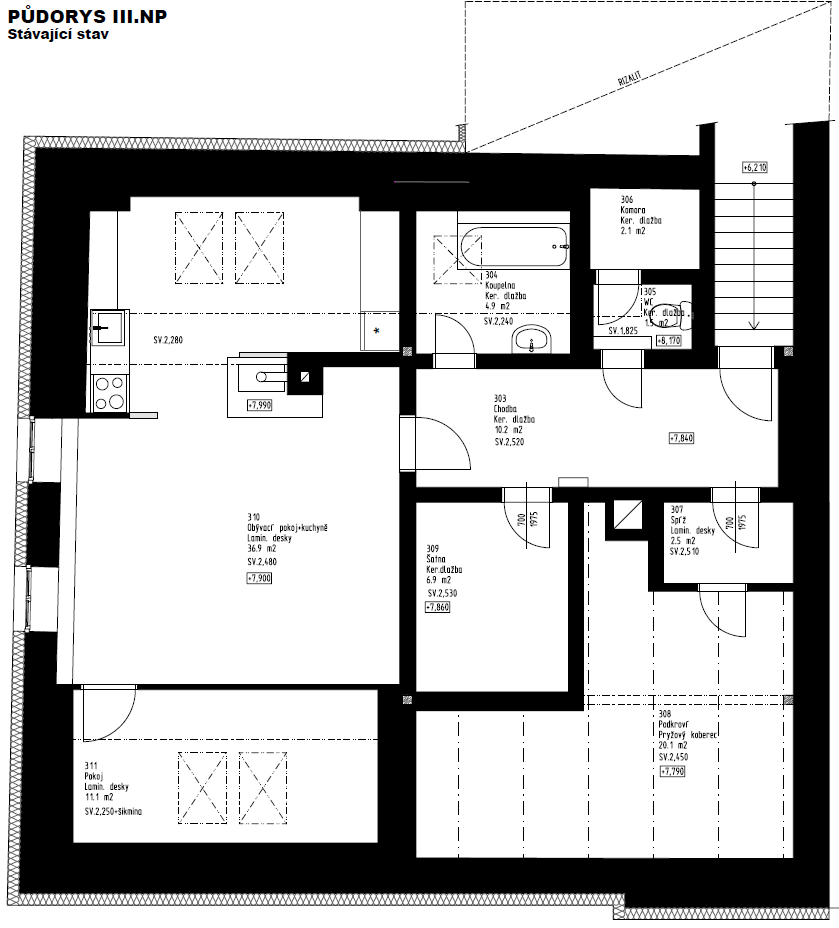 PŮDORYS III.NP
Stávající stav
RIZALIT
+6,210
306
Komora
Ker. dlažba
2.1 m2
304
Koupelna
Ker. dlažba
4.9 m2
SV.2,240
305
WC
Ker. dlažba
1.5 m2
SV. 1,825
+8,170
SV.2,280
*
+7,990
303
Chodba
Ker. dlažba
10.2 m2
SV.2,520
+7,840
310
Obývací pokoj+kuchyně
Lamin. desky
36.9 m2
SV.2,480
+7,900
700
1975
307
Spíž
Lamin. desky
2.5 m2
SV.2,510
700
1975
309
Šatna
Ker.dlažba
6.9 m2
SV.2,530
+7,860
308
Podkroví
Pryžový koberec
20.1 m2
SV.2,450
+7,790
311
Pokoj
Lamin. desky
11.1 m2
SV.2,250+šikmina